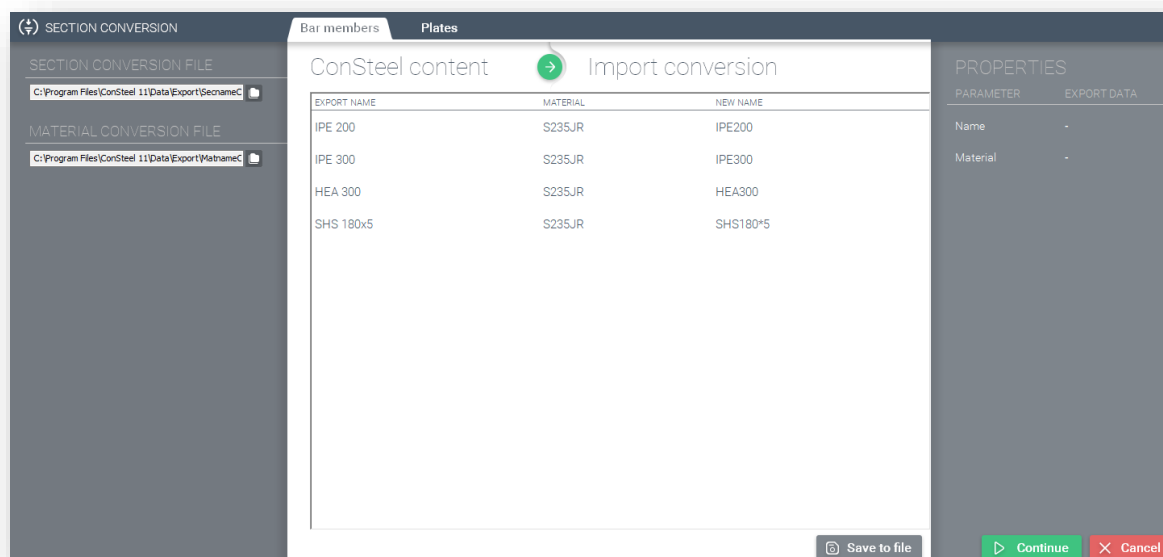 SECTION CONVERSION
Bar members
Plates
SECTION CONVERSION FILE
C:\Program Files\ConSteel 11\Data\Export\SecnameC
MATERIAL CONVERSION FILE
C:\Program Files\ConSteel 11\Data\Export\MatnameC
ConSteel content
Import conversion
EXPORT NAME MATERIAL NEW NAME
IPE 200 S235JR IPE200
IPE 300 S235JR IPE300
HEA 300 S235JR HEA300
SHS 180x5 S235JR SHS180*5
PROPERTIES
PARAMETER EXPORT DATA
Name -
Material -
Save to file
Continue
Cancel